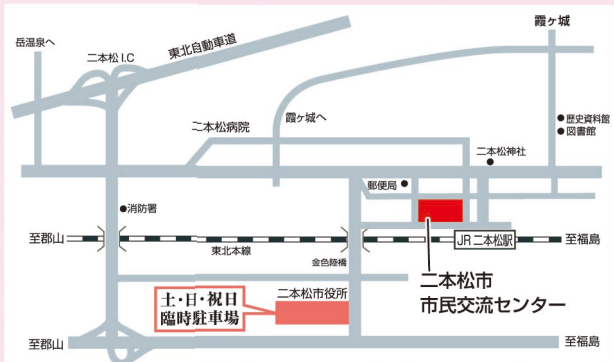 霞ヶ城
岳温泉へ
二本松 I.C
東北自動車道
二本松病院
霞ヶ城へ
歴史資料館
図書館
二本松神社
郵便局
消防署
至郡山
東北本線
JR 二本松駅
至福島
金色陸橋
二本松市
市民交流センター
土・日・祝日
臨時駐車場
二本松市役所
至郡山
至福島